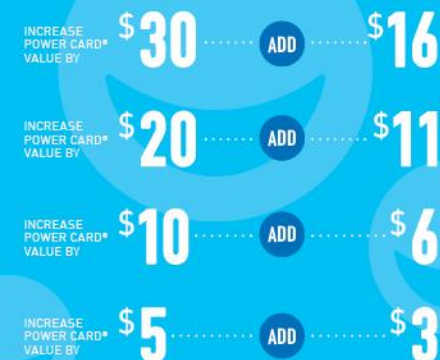 INCREASE
POWER CARD®
VALUE BY
$30 ADD $16
INCREASE
POWER CARD®
VALUE BY
$20 ADD $11
INCREASE
POWER CARD®
VALUE BY
$10 ADD $6
INCREASE
POWER CARD®
VALUE BY
$5 ADD $3